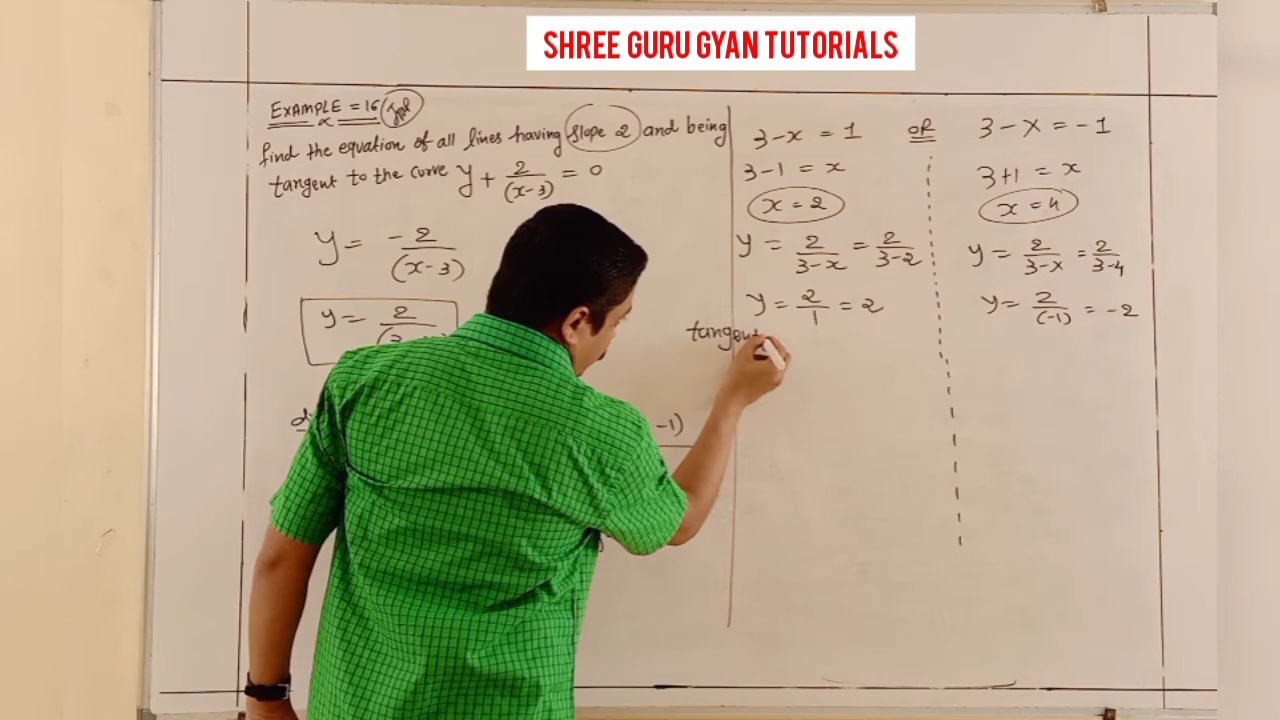 SHREE GURU GYAN TUTORIALS
EXAMPLE = 16
find the equation of all lines having slope 2 and being
tangent to the curve y + 2/(x-3) = 0
y = -2/(x-3)
y = 2/
-1)
3-x = 1
3-1 = x
x = 2
y = 2/3-x = 2/3-2
y = 2/1 = 2
tangent
OR
3-x = -1
3+1 = x
x = 4
y = 2/3-x = 2/3-4
y = 2/(-1) = -2